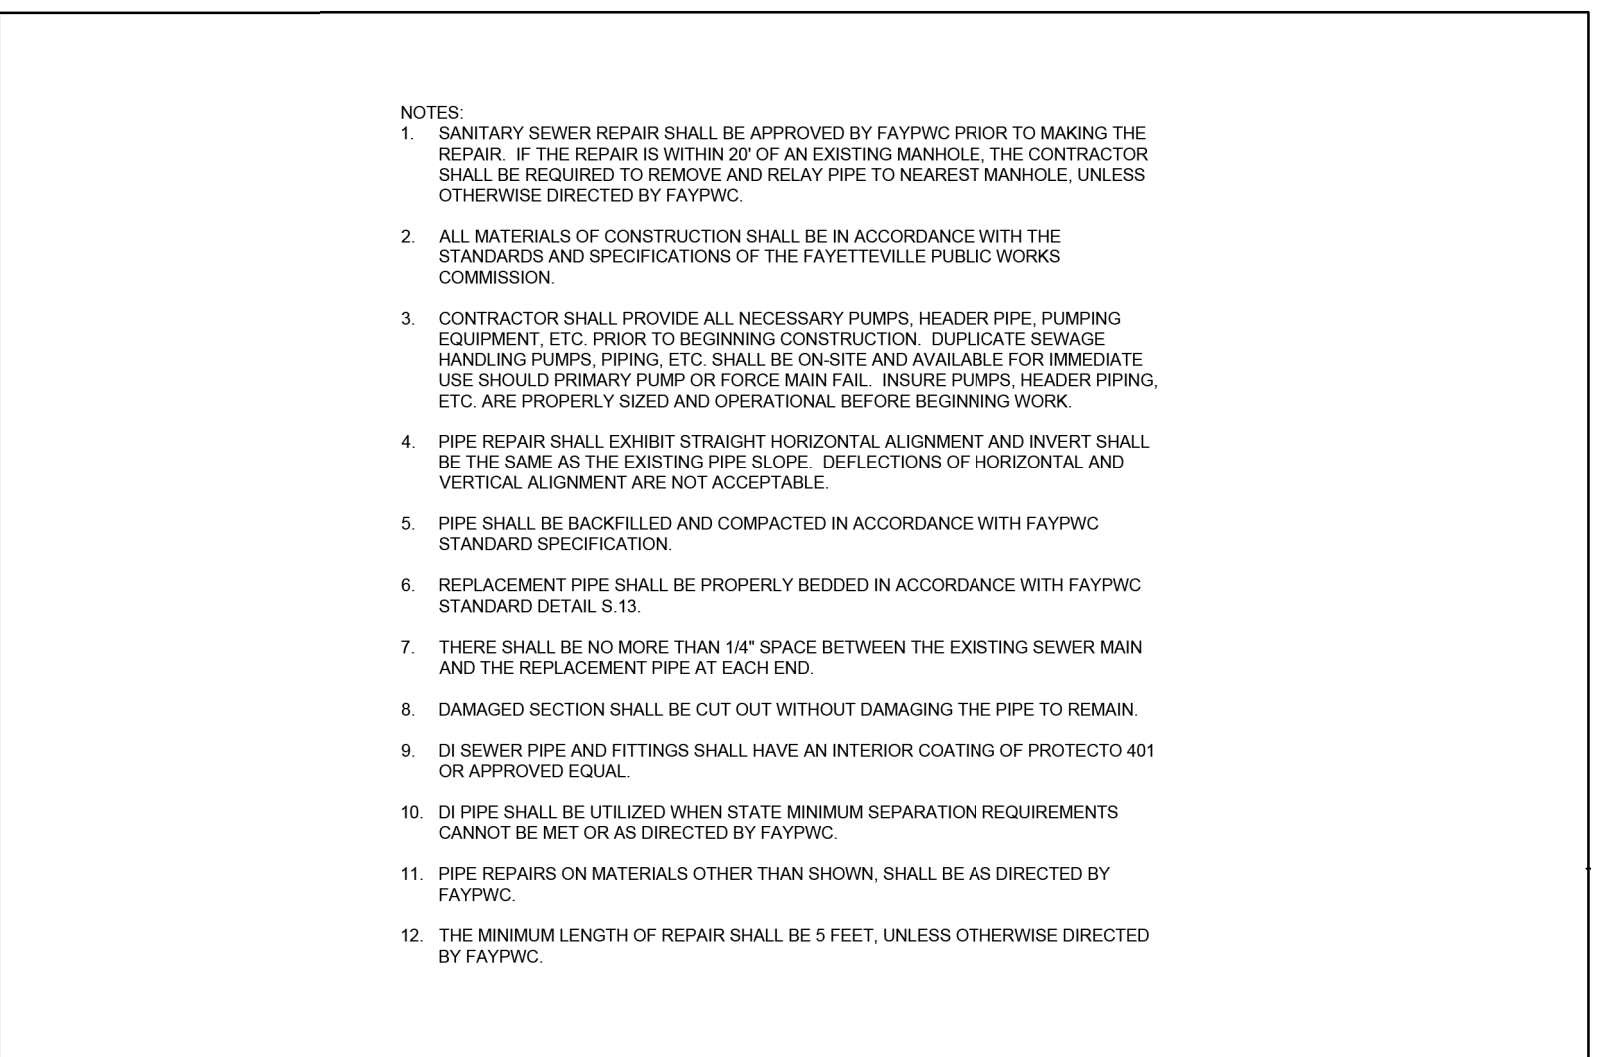 NOTES:
1. SANITARY SEWER REPAIR SHALL BE APPROVED BY FAYPWC PRIOR TO MAKING THE
REPAIR. IF THE REPAIR IS WITHIN 20' OF AN EXISTING MANHOLE, THE CONTRACTOR
SHALL BE REQUIRED TO REMOVE AND RELAY PIPE TO NEAREST MANHOLE, UNLESS
OTHERWISE DIRECTED BY FAYPWC.
2. ALL MATERIALS OF CONSTRUCTION SHALL BE IN ACCORDANCE WITH THE
STANDARDS AND SPECIFICATIONS OF THE FAYETTEVILLE PUBLIC WORKS
COMMISSION.
3. CONTRACTOR SHALL PROVIDE ALL NECESSARY PUMPS, HEADER PIPE, PUMPING
EQUIPMENT, ETC. PRIOR TO BEGINNING CONSTRUCTION. DUPLICATE SEWAGE
HANDLING PUMPS, PIPING, ETC. SHALL BE ON-SITE AND AVAILABLE FOR IMMEDIATE
USE SHOULD PRIMARY PUMP OR FORCE MAIN FAIL. INSURE PUMPS, HEADER PIPING,
ETC. ARE PROPERLY SIZED AND OPERATIONAL BEFORE BEGINNING WORK.
4. PIPE REPAIR SHALL EXHIBIT STRAIGHT HORIZONTAL ALIGNMENT AND INVERT SHALL
BE THE SAME AS THE EXISTING PIPE SLOPE. DEFLECTIONS OF HORIZONTAL AND
VERTICAL ALIGNMENT ARE NOT ACCEPTABLE.
5. PIPE SHALL BE BACKFILLED AND COMPACTED IN ACCORDANCE WITH FAYPWC
STANDARD SPECIFICATION.
6. REPLACEMENT PIPE SHALL BE PROPERLY BEDDED IN ACCORDANCE WITH FAYPWC
STANDARD DETAIL S.13.
7. THERE SHALL BE NO MORE THAN 1/4" SPACE BETWEEN THE EXISTING SEWER MAIN
AND THE REPLACEMENT PIPE AT EACH END.
8. DAMAGED SECTION SHALL BE CUT OUT WITHOUT DAMAGING THE PIPE TO REMAIN.
9. DI SEWER PIPE AND FITTINGS SHALL HAVE AN INTERIOR COATING OF PROTECTO 401
OR APPROVED EQUAL.
10. DI PIPE SHALL BE UTILIZED WHEN STATE MINIMUM SEPARATION REQUIREMENTS
CANNOT BE MET OR AS DIRECTED BY FAYPWC.
11. PIPE REPAIRS ON MATERIALS OTHER THAN SHOWN, SHALL BE AS DIRECTED BY
FAYPWC.
12. THE MINIMUM LENGTH OF REPAIR SHALL BE 5 FEET, UNLESS OTHERWISE DIRECTED
BY FAYPWC.